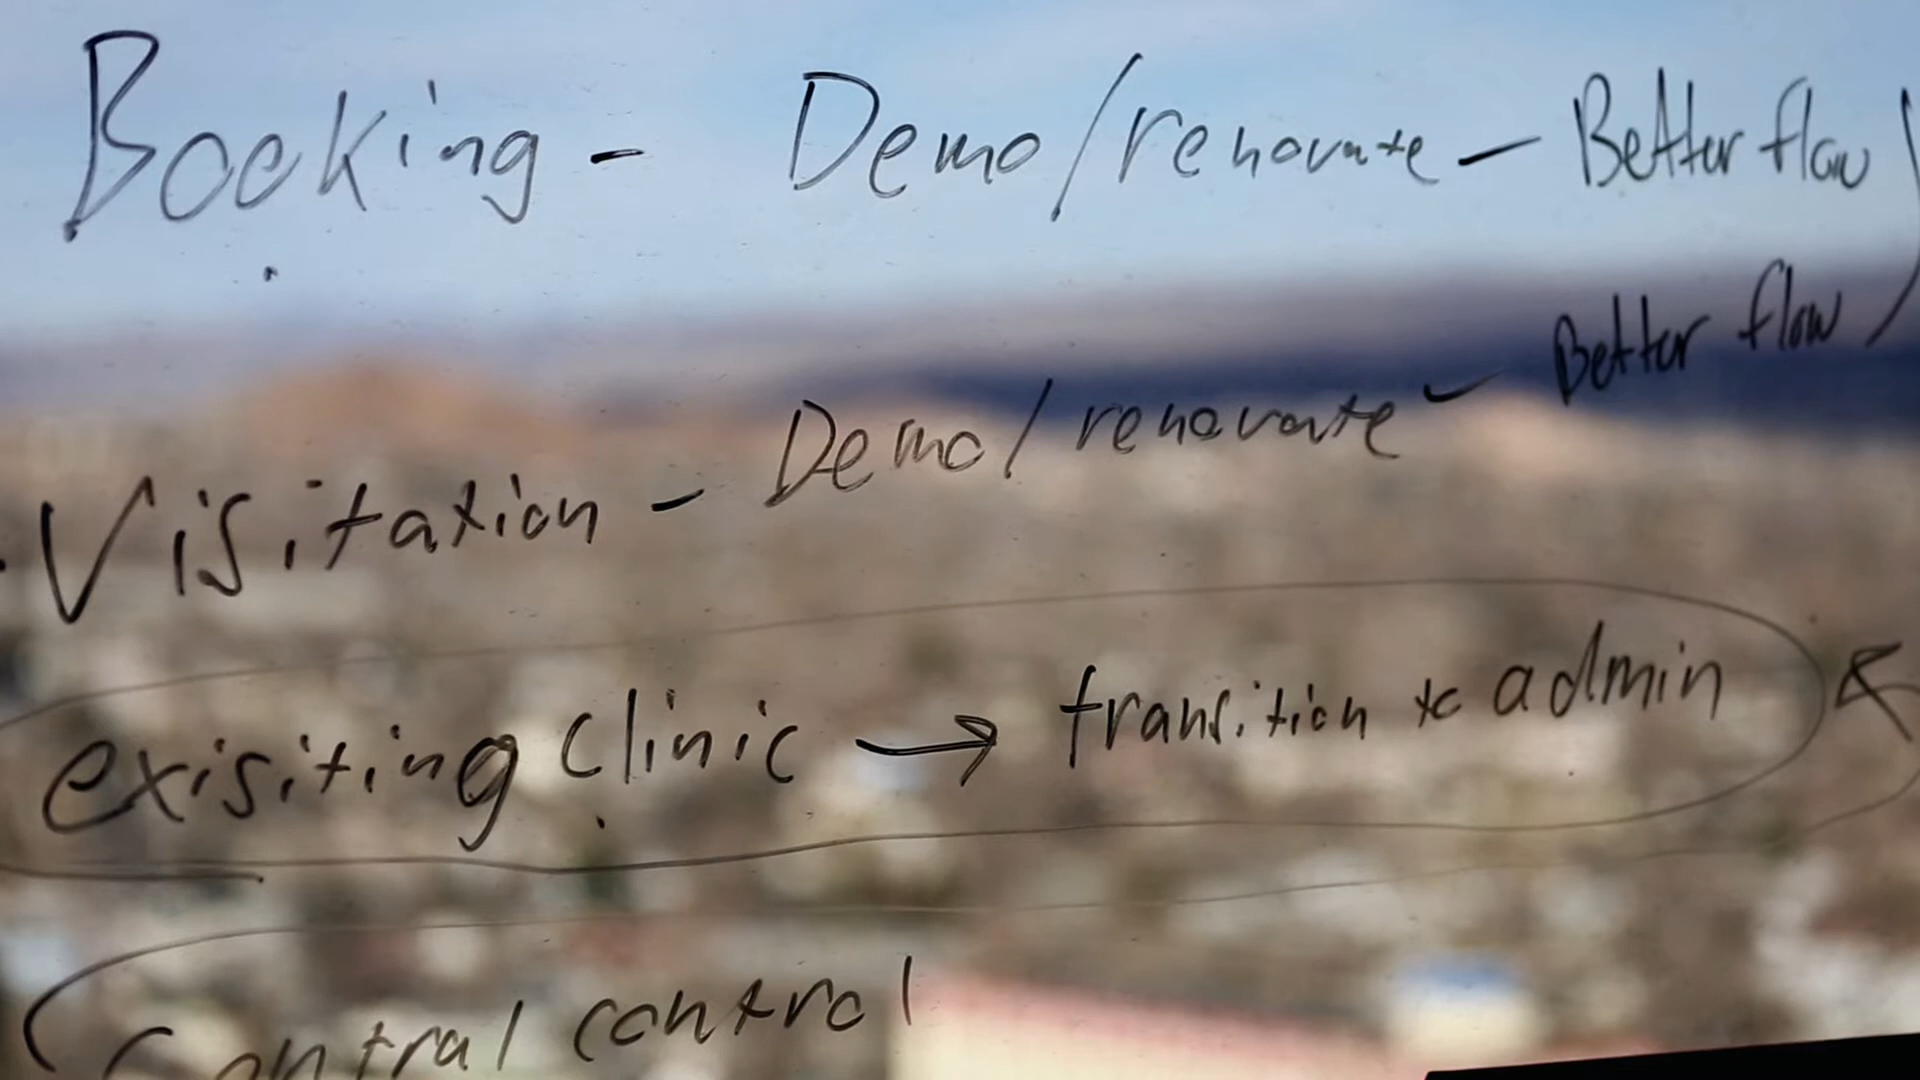 Booking - Demo/renovate - Better flow
Visitation - Demo/renovate - Better flow
exisiting clinic → transition to admin
Central control